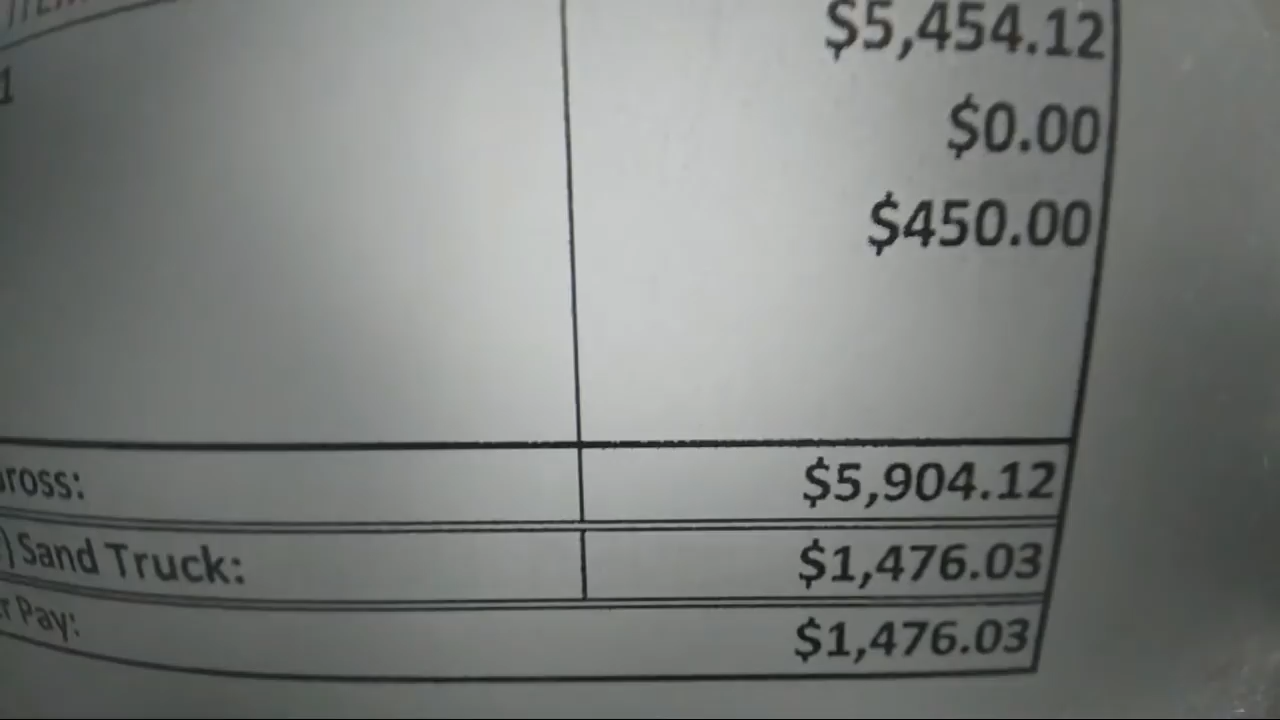 $5,454.12
1
$0.00
$450.00
ross: $5,904.12
) Sand Truck: $1,476.03
r Pay: $1,476.03